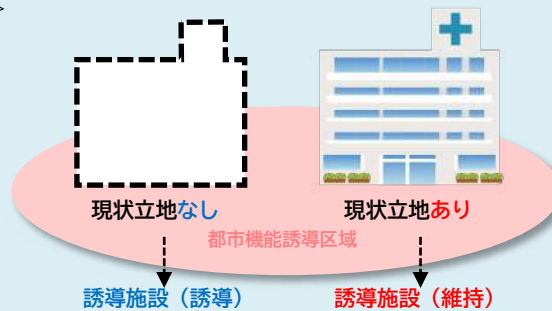 現状立地なし
現状立地あり
都市機能誘導区域
誘導施設（誘導）
誘導施設（維持）